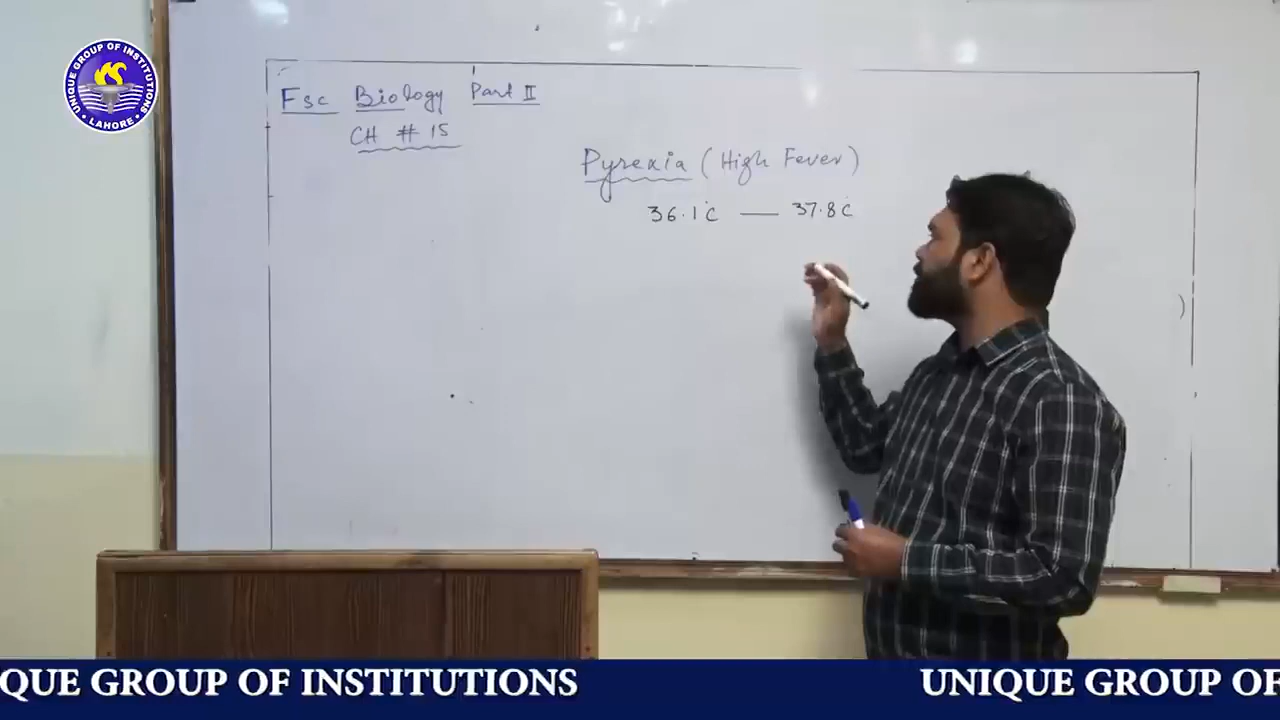 UNIQUE GROUP OF INSTITUTIONS
• LAHORE •
Fsc Biology Part II
CH # 15
Pyrexia (High Fever)
36.1°C — 37.8°C
QUE GROUP OF INSTITUTIONS UNIQUE GROUP OF